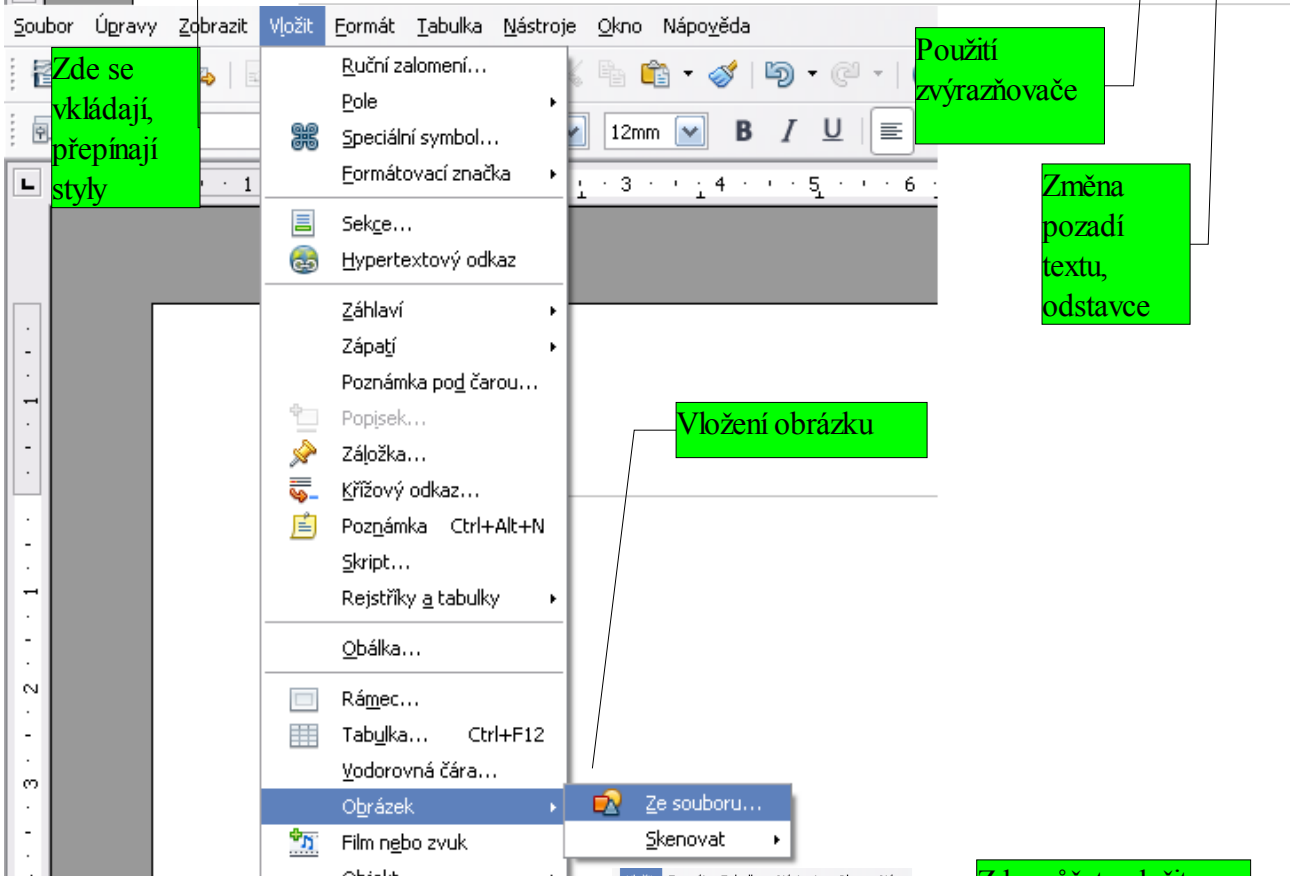 Soubor Úpravy Zobrazit Vložit Formát Tabulka Nástroje Okno Nápověda
Zde se
vkládají,
přepínají
styly
Použití
zvýrazňovače
12mm B I U
1 3 4 5 6
Změna
pozadí
textu,
odstavce
Ruční zalomení...
Pole
Speciální symbol...
Formátovací značka
Sekce...
Hypertextový odkaz
Záhlaví
Zápatí
Poznámka pod čarou...
Popisek...
Záložka...
Křížový odkaz...
Poznámka Ctrl+Alt+N
Skript...
Rejstříky a tabulky
Obálka...
Rámec...
Tabulka... Ctrl+F12
Vodorovná čára...
Obrázek
Film nebo zvuk
Vložení obrázku
Ze souboru...
Skenovat
1
1
2
3